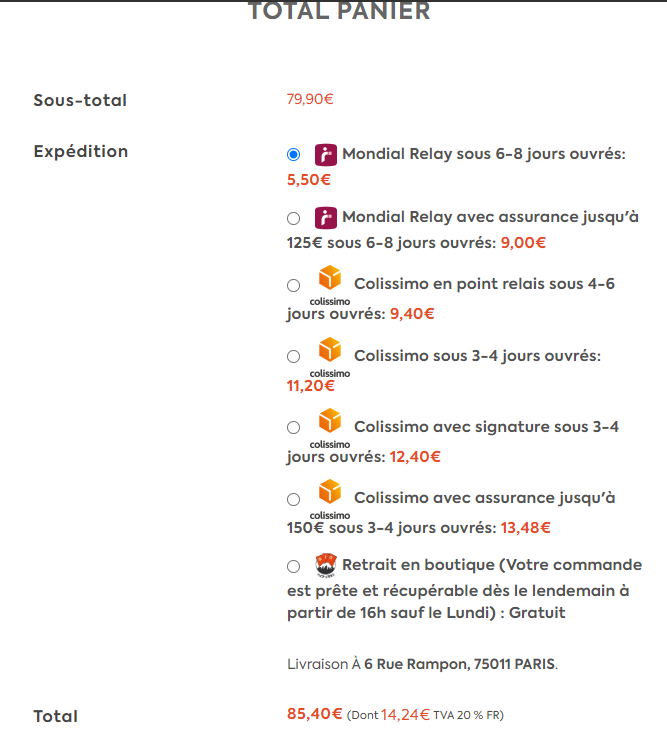 TOTAL PANIER
Sous-total
79,90€
Expédition
Mondial Relay sous 6-8 jours ouvrés:
5,50€
Mondial Relay avec assurance jusqu'à
125€ sous 6-8 jours ouvrés: 9,00€
colissimo
Colissimo en point relais sous 4-6
jours ouvrés: 9,40€
colissimo
Colissimo sous 3-4 jours ouvrés:
11,20€
colissimo
Colissimo avec signature sous 3-4
jours ouvrés: 12,40€
colissimo
Colissimo avec assurance jusqu'à
150€ sous 3-4 jours ouvrés: 13,48€
Retrait en boutique (Votre commande
est prête et récupérable dès le lendemain à
partir de 16h sauf le Lundi) : Gratuit
Livraison À 6 Rue Rampon, 75011 PARIS.
Total
85,40€ (Dont 14,24€ TVA 20 % FR)